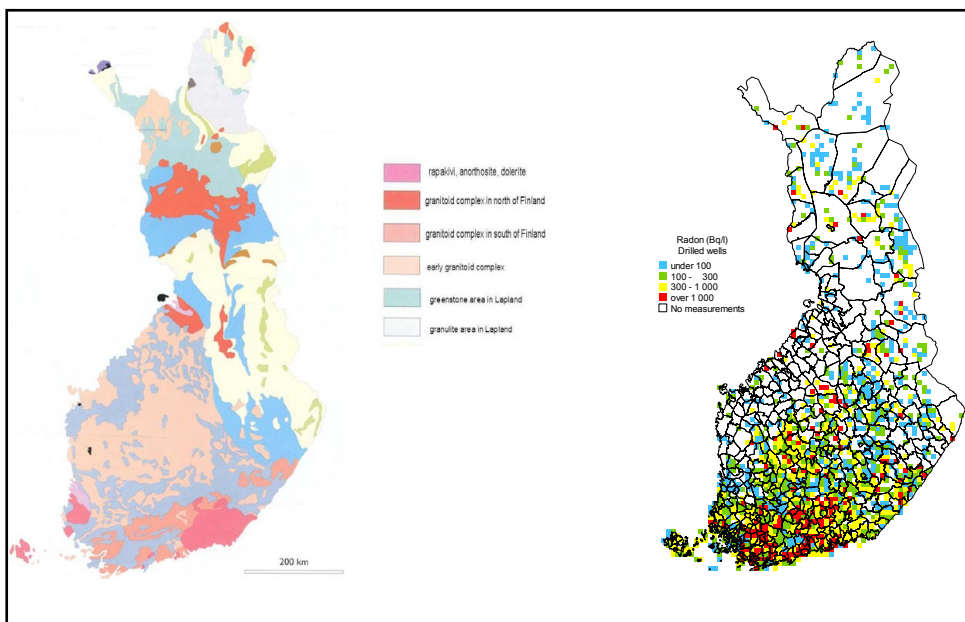 rapakivi, anorthosite, dolerite
granitoid complex in north of Finland
granitoid complex in south of Finland
early granitoid complex
greenstone area in Lapland
granulite area in Lapland
200 km
Radon (Bq/l)
Drilled wells
under 100
100 - 300
300 - 1 000
over 1 000
No measurements